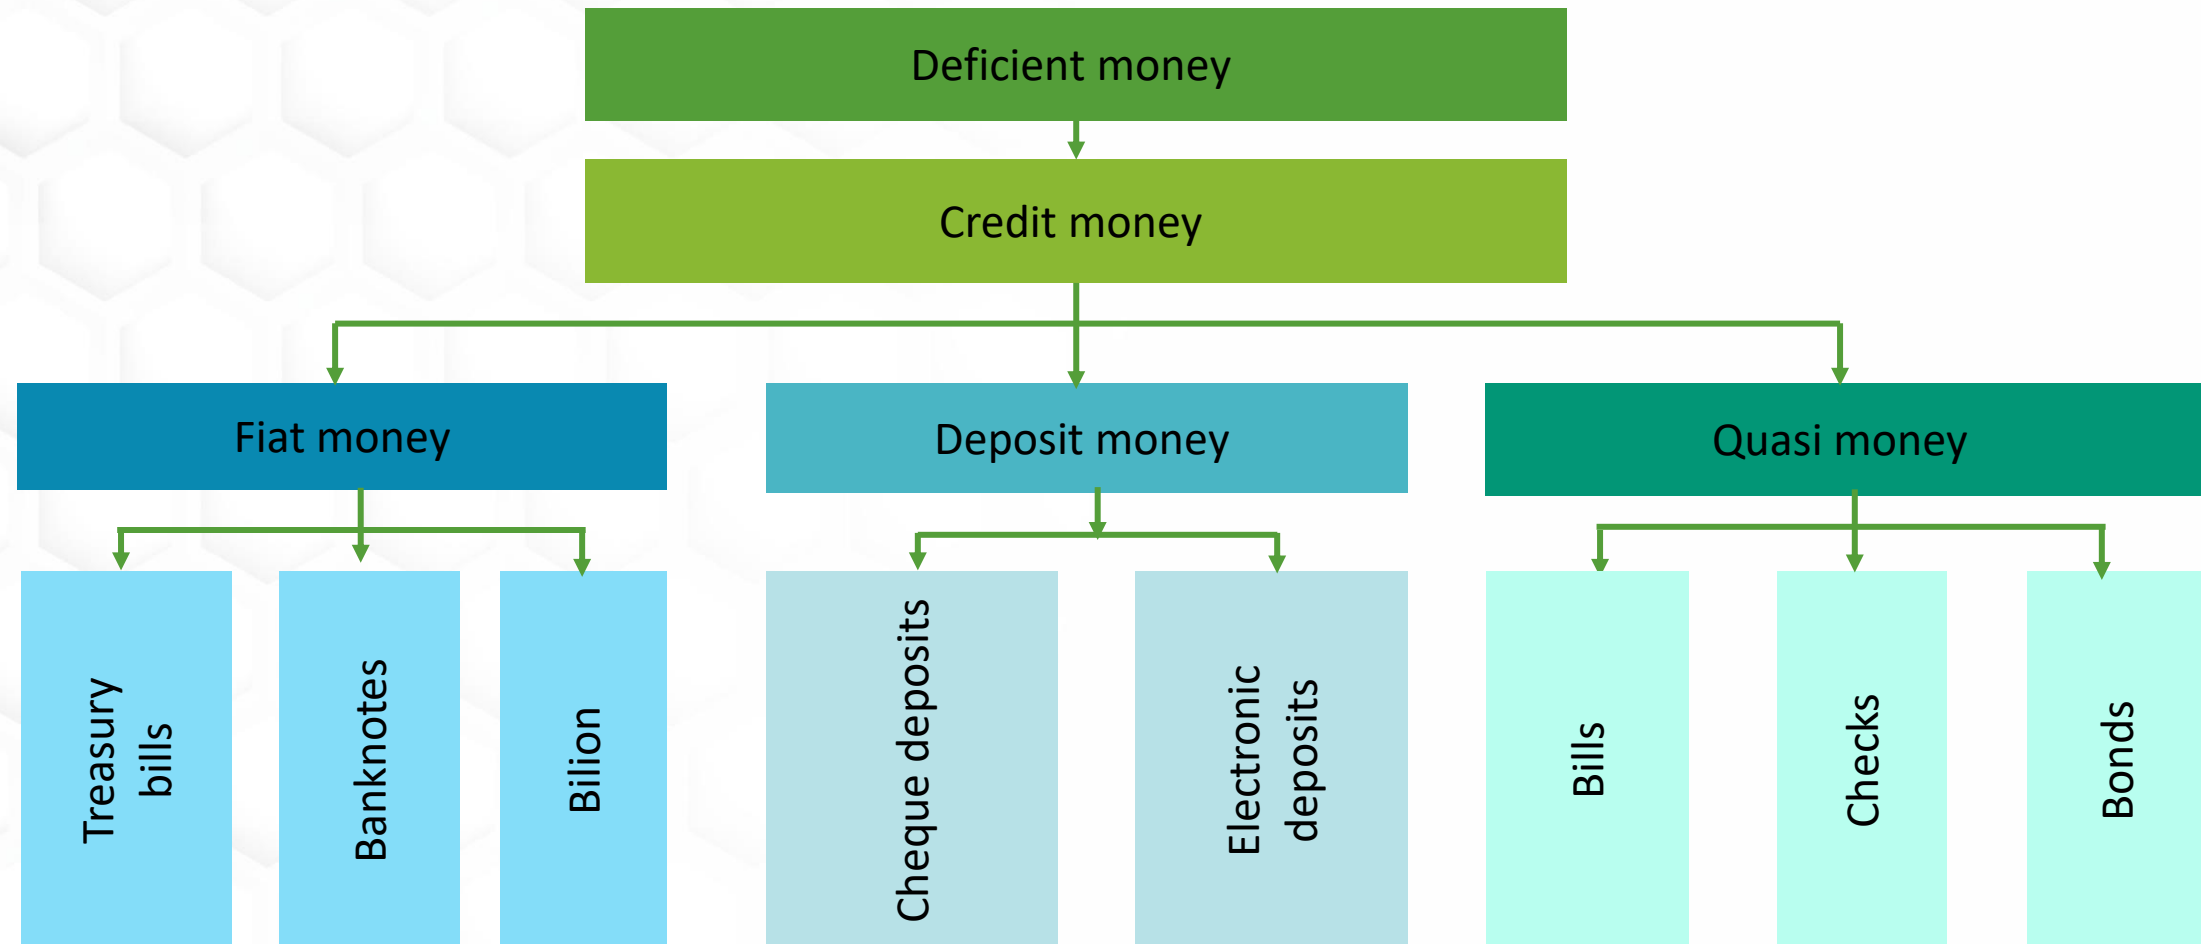 Deficient money
Credit money
Fiat money
Deposit money
Quasi money
Treasury
bills
Banknotes
Bilion
Cheque deposits
Electronic
deposits
Bills
Checks
Bonds